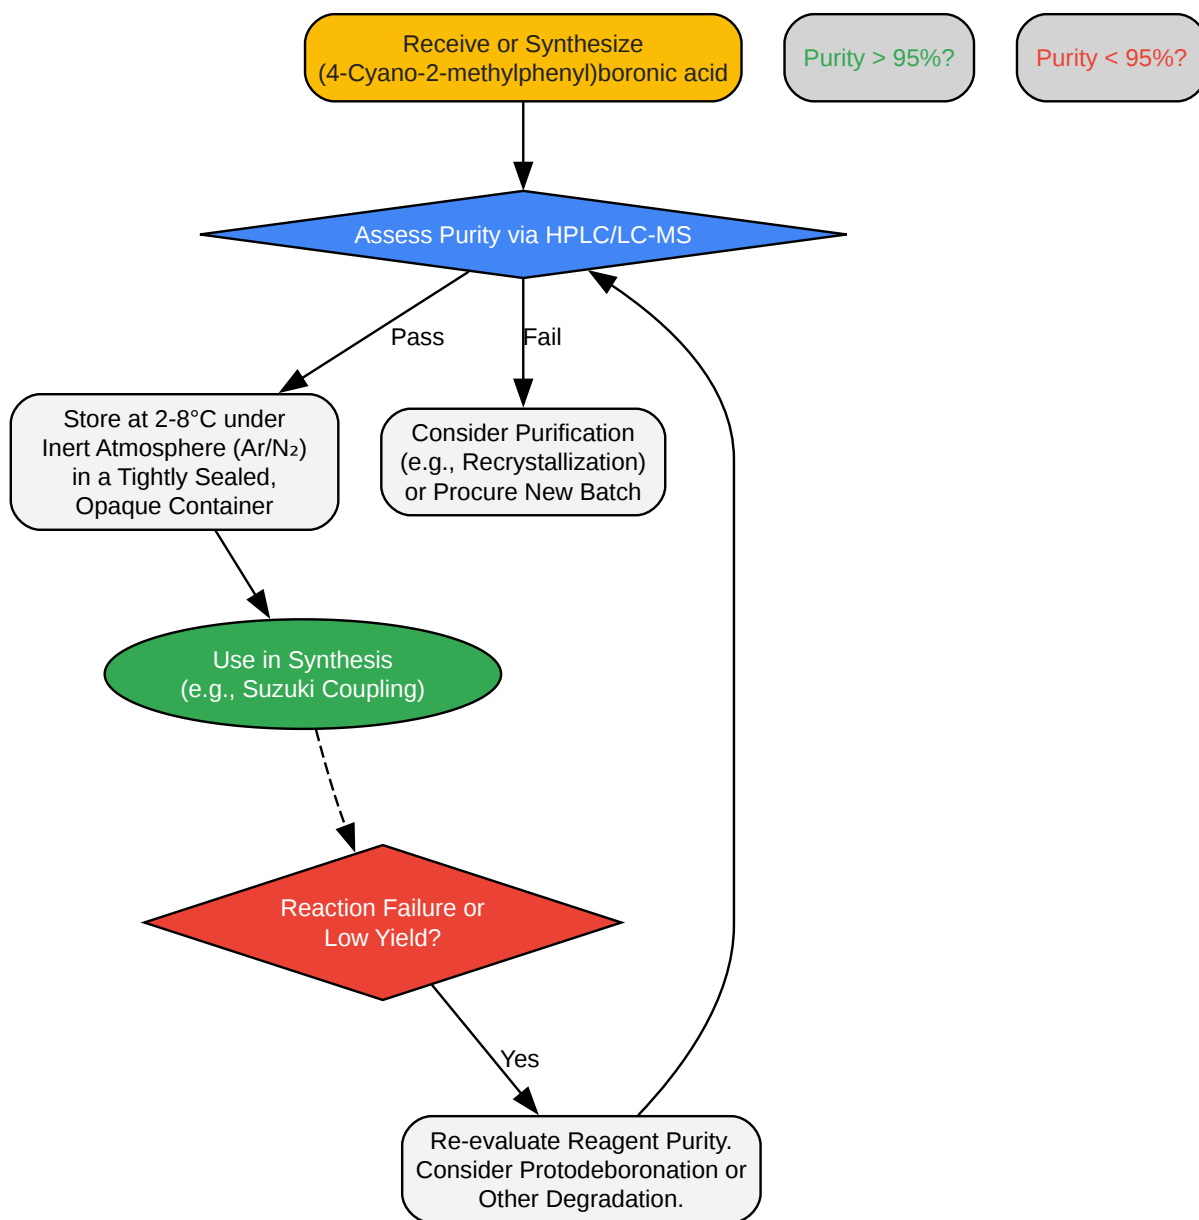 Receive or Synthesize
(4-Cyano-2-methylphenyl)boronic acid
Purity > 95%?
Purity < 95%?
Assess Purity via HPLC/LC-MS
Pass
Fail
Store at 2-8°C under
Inert Atmosphere (Ar/N₂)
in a Tightly Sealed,
Opaque Container
Consider Purification
(e.g., Recrystallization)
or Procure New Batch
Use in Synthesis
(e.g., Suzuki Coupling)
Reaction Failure or
Low Yield?
Yes
Re-evaluate Reagent Purity.
Consider Protodeboronation or
Other Degradation.